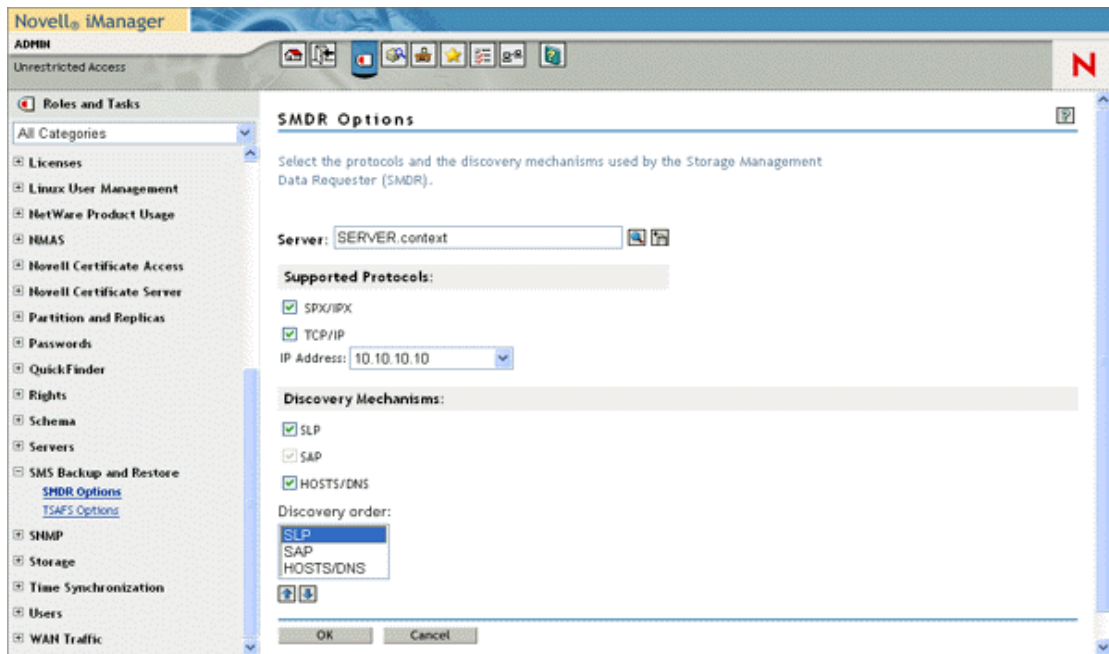 Novell® iManager
ADMIN
Unrestricted Access
N
Roles and Tasks
All Categories
Licenses
Linux User Management
NetWare Product Usage
NMAS
Novell Certificate Access
Novell Certificate Server
Partition and Replicas
Passwords
QuickFinder
Rights
Schema
Servers
SMS Backup and Restore
SMDR Options
TSAFS Options
SNMP
Storage
Time Synchronization
Users
WAN Traffic
SMDR Options
?
Select the protocols and the discovery mechanisms used by the Storage Management
Data Requester (SMDR).
Server: SERVER.context
Supported Protocols:
SPX/IPX
TCP/IP
IP Address: 10.10.10.10
Discovery Mechanisms:
SLP
SAP
HOSTS/DNS
Discovery order:
SLP
SAP
HOSTS/DNS
OK Cancel